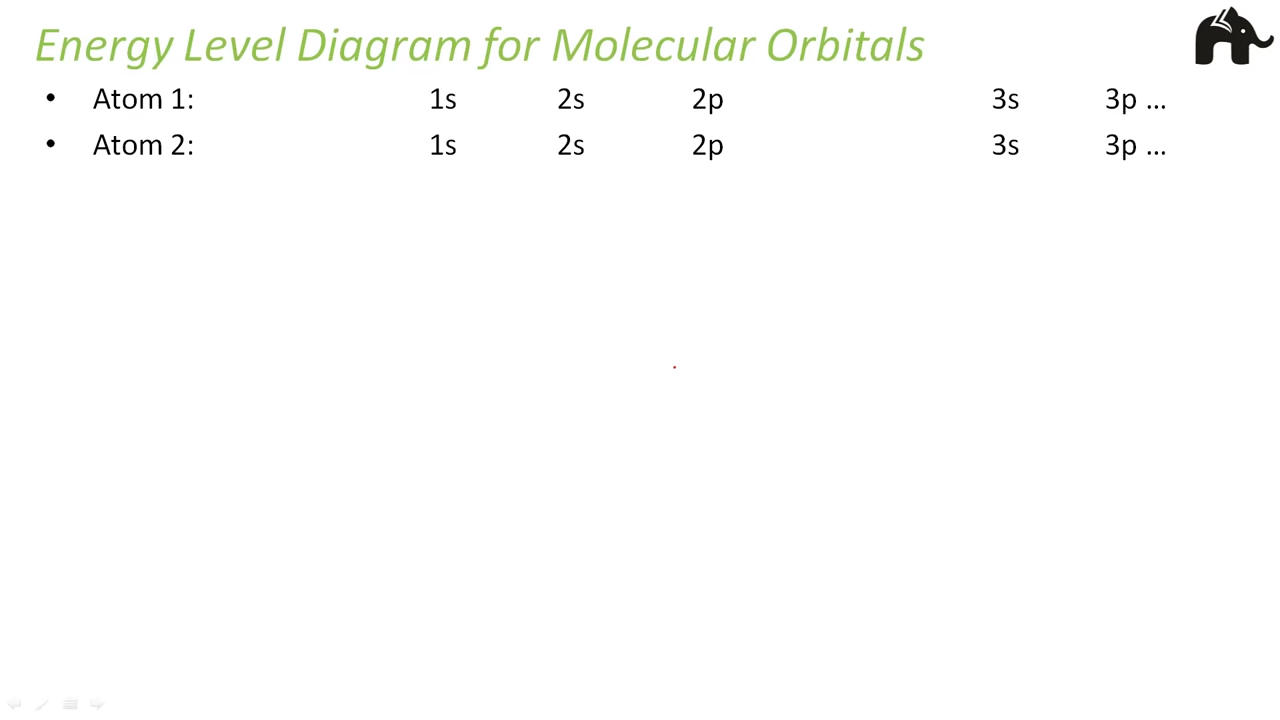 Energy Level Diagram for Molecular Orbitals
• Atom 1: 1s 2s 2p 3s 3p ...
• Atom 2: 1s 2s 2p 3s 3p ...